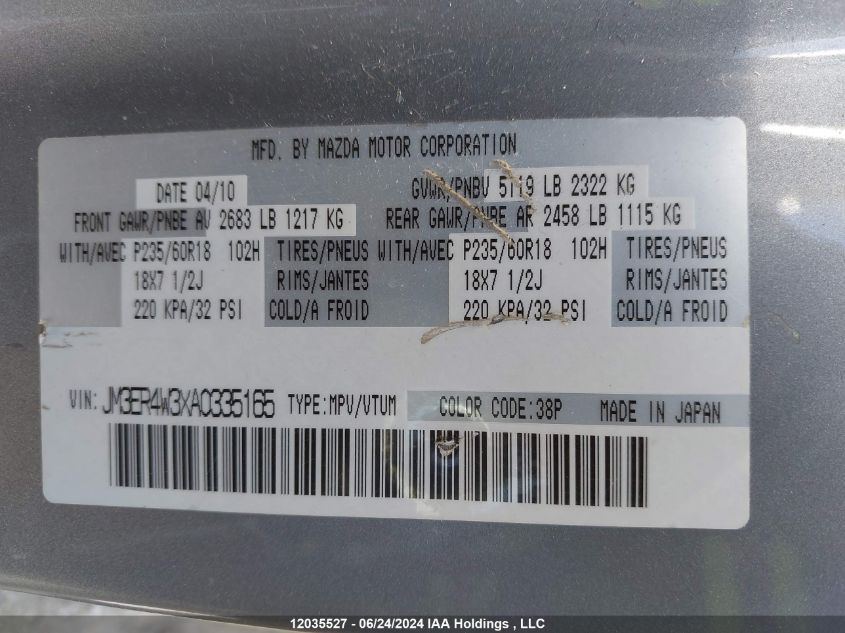 MFD. BY MAZDA MOTOR CORPORATION
DATE 04/10 GVWR/PNBV 5119 LB 2322 KG
FRONT GAWR/PNBE AV 2683 LB 1217 KG REAR GAWR/PNBE AR 2458 LB 1115 KG
WITH/AVEC P235/60R18 102H TIRES/PNEUS WITH/AVEC P235/60R18 102H TIRES/PNEUS
18X7 1/2J RIMS/JANTES 18X7 1/2J RIMS/JANTES
220 KPA/32 PSI COLD/A FROID 220 KPA/32 PSI COLD/A FROID
VIN: JM3ER4W3XA0335165 TYPE:MPV/VTUM COLOR CODE:38P MADE IN JAPAN
12035527 - 06/24/2024 IAA Holdings , LLC